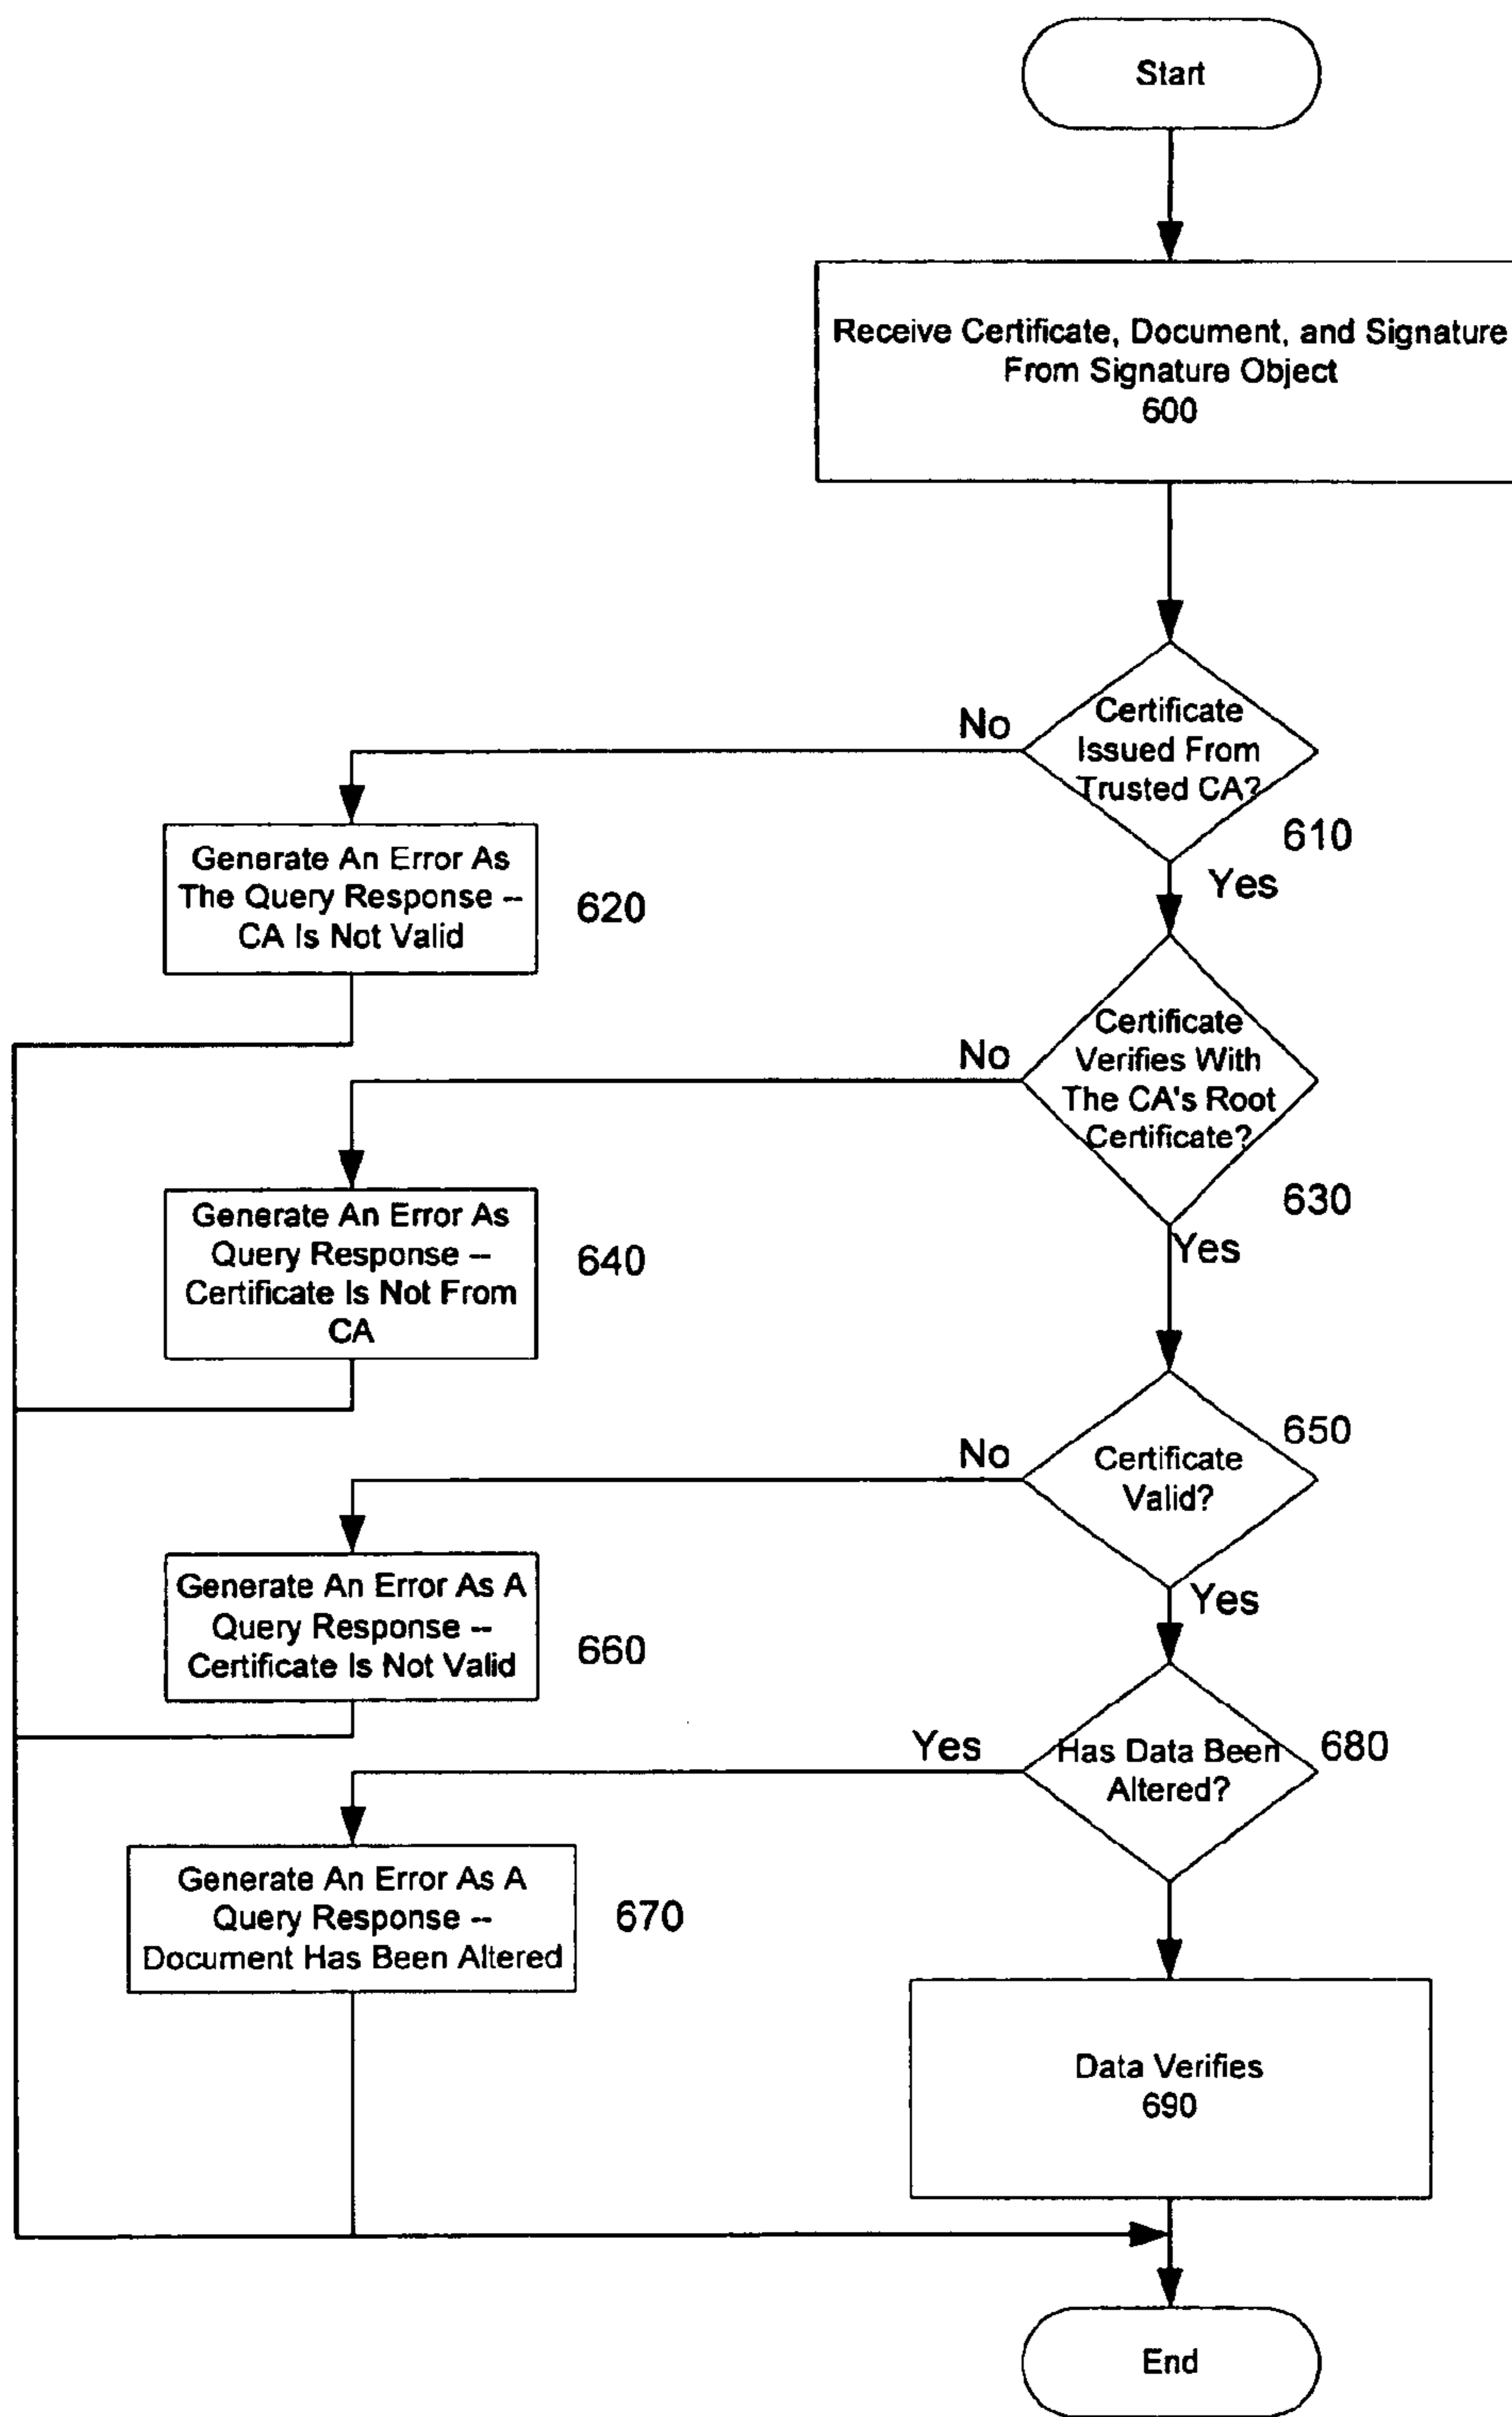 Start
Receive Certificate, Document, and Signature
From Signature Object
600
Certificate
Issued From
Trusted CA?
610
No
Yes
Generate An Error As
The Query Response --
CA Is Not Valid
620
Certificate
Verifies With
The CA's Root
Certificate?
630
No
Yes
Generate An Error As
Query Response --
Certificate Is Not From
CA
640
650
Certificate
Valid?
No
Yes
Generate An Error As A
Query Response --
Certificate Is Not Valid
660
Has Data Been
Altered?
680
Yes
Generate An Error As A
Query Response --
Document Has Been Altered
670
Data Verifies
690
End